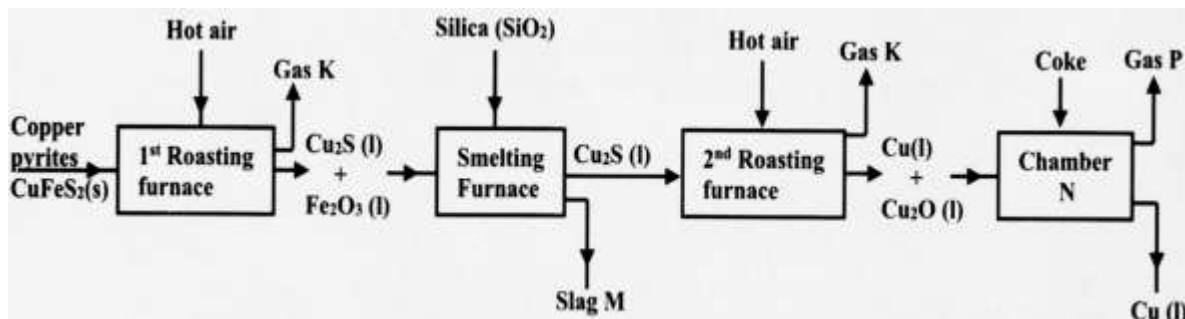 Hot air
Gas K
Copper
pyrites
CuFeS₂(s)
1st Roasting
furnace
Cu₂S (l)
+
Fe₂O₃ (l)
Silica (SiO₂)
Smelting
Furnace
Slag M
Cu₂S (l)
Hot air
Gas K
2nd Roasting
furnace
Cu(l)
+
Cu₂O (l)
Coke
Gas P
Chamber
N
Cu (l)